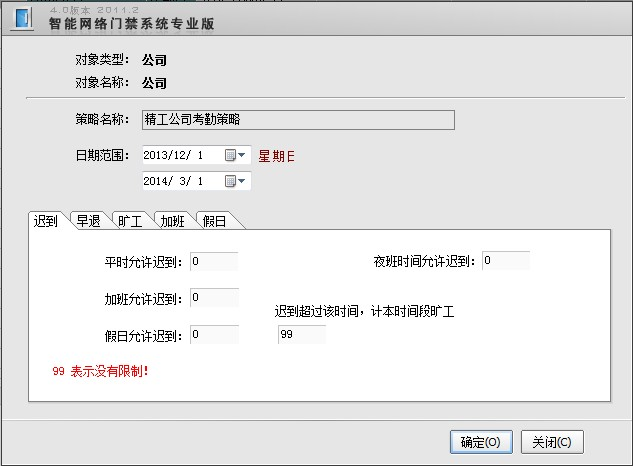 4.0版本 2011.2
智能网络门禁系统专业版
对象类型： 公司
对象名称： 公司
策略名称： 精工公司考勤策略
日期范围： 2013/12/ 1 星期日
2014/ 3/ 1
迟到 早退 旷工 加班 假日
平时允许迟到： 0 夜班时间允许迟到： 0
加班允许迟到： 0
迟到超过该时间，计本时间段旷工
假日允许迟到： 0 99
99 表示没有限制！
确定(O) 关闭(C)